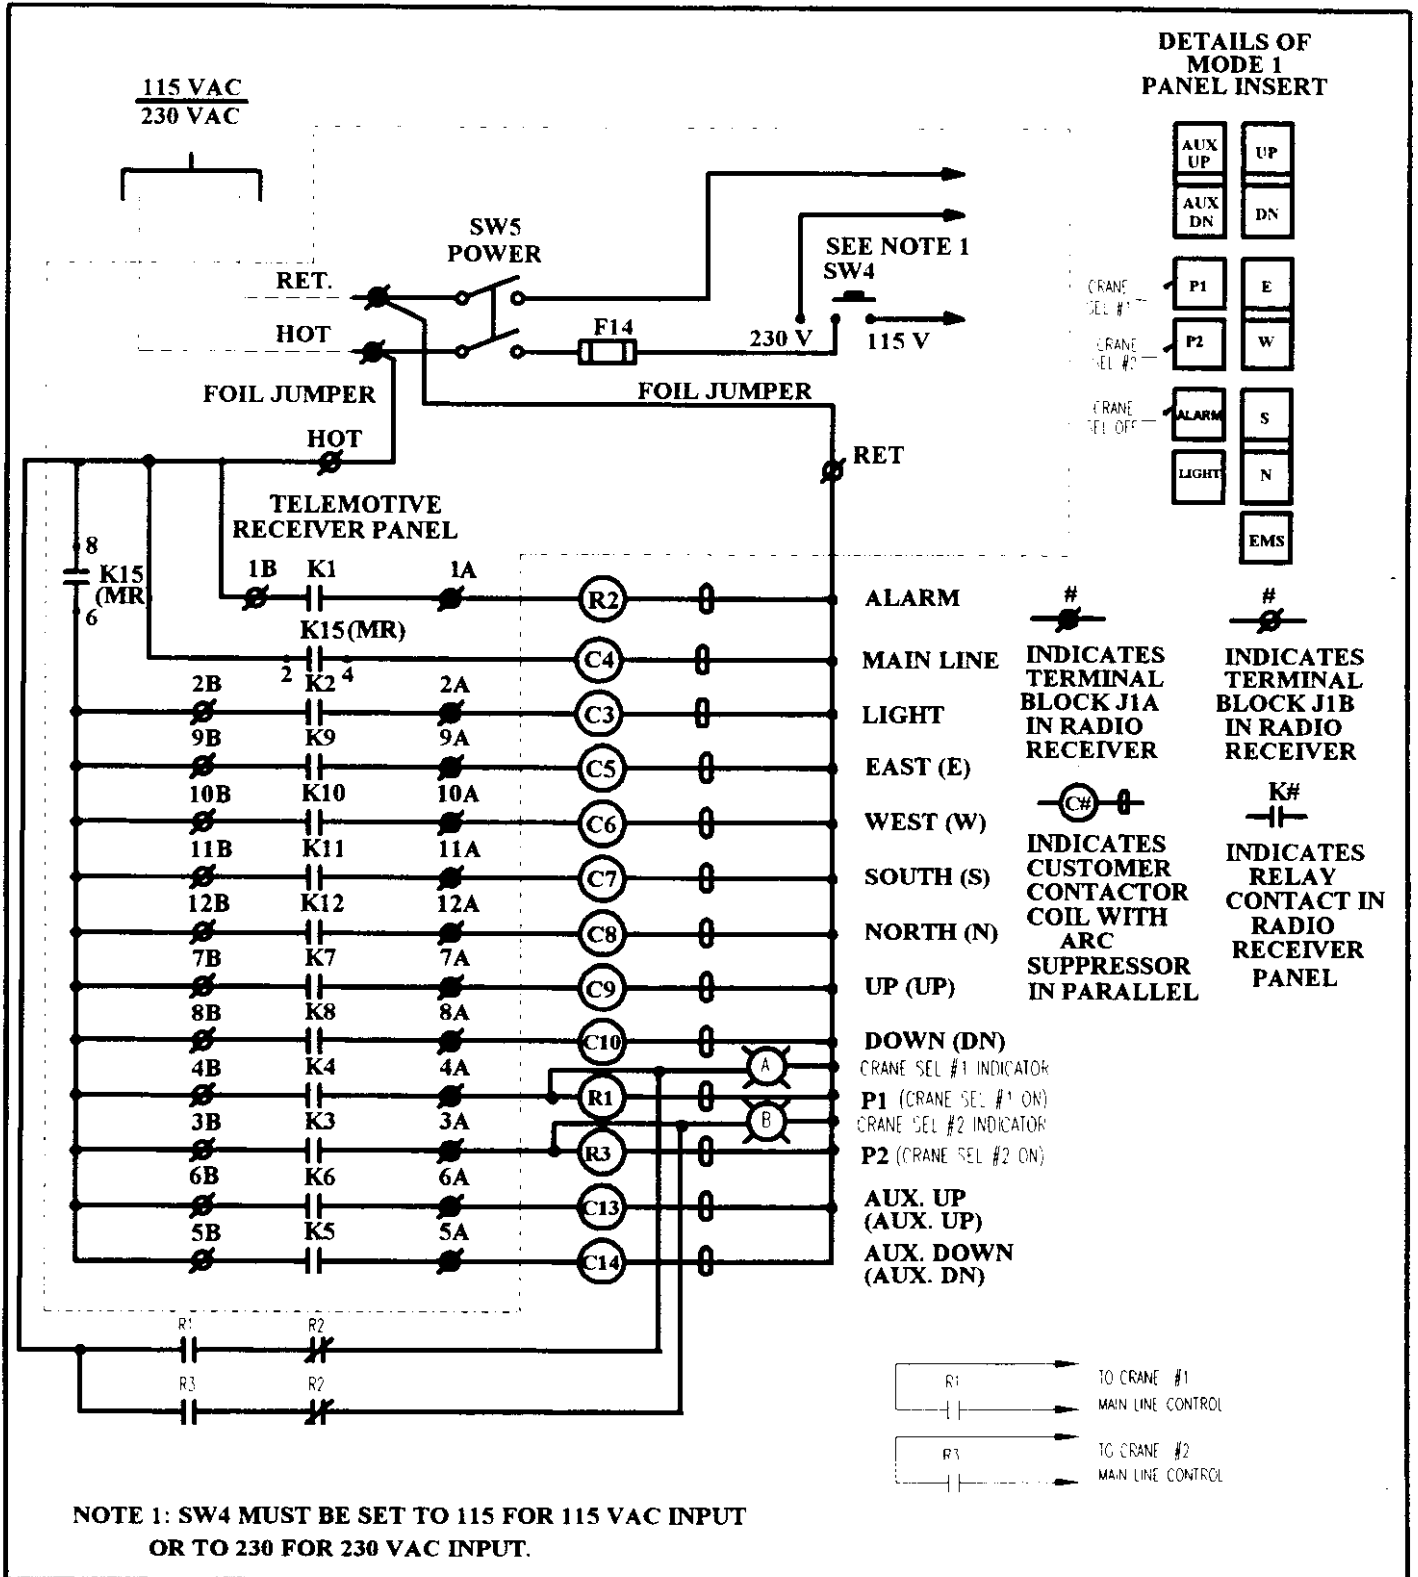 DETAILS OF
MODE 1
PANEL INSERT
115 VAC
230 VAC
AUX
UP
UP
AUX
DN
DN
SW5
POWER
SEE NOTE 1
SW4
RET.
CRANE
SEL #1
P1
E
HOT
F14
230 V
115 V
CRANE
SEL #2
P2
W
FOIL JUMPER
FOIL JUMPER
CRANE
SEL OFF
ALARM
S
HOT
RET
LIGHT
N
TELEMOTIVE
RECEIVER PANEL
EMS
8
K15
(MR)
6
1B
K1
1A
R2
ALARM
K15(MR)
2
4
C4
MAIN LINE
2B
K2
2A
C3
LIGHT
9B
K9
9A
C5
EAST (E)
10B
K10
10A
C6
WEST (W)
11B
K11
11A
C7
SOUTH (S)
12B
K12
12A
C8
NORTH (N)
7B
K7
7A
C9
UP (UP)
8B
K8
8A
C10
DOWN (DN)
A
CRANE SEL #1 INDICATOR
4B
K4
4A
R1
P1 (CRANE SEL #1 ON)
B
CRANE SEL #2 INDICATOR
3B
K3
3A
R3
P2 (CRANE SEL #2 ON)
6B
K6
6A
C13
AUX. UP
(AUX. UP)
5B
K5
5A
C14
AUX. DOWN
(AUX. DN)
#
INDICATES
TERMINAL
BLOCK J1A
IN RADIO
RECEIVER
#
INDICATES
TERMINAL
BLOCK J1B
IN RADIO
RECEIVER
C#
INDICATES
CUSTOMER
CONTACTOR
COIL WITH
ARC
SUPPRESSOR
IN PARALLEL
K#
INDICATES
RELAY
CONTACT IN
RADIO
RECEIVER
PANEL
R1
R2
R3
R2
R1
TO CRANE #1
MAIN LINE CONTROL
R3
TO CRANE #2
MAIN LINE CONTROL
NOTE 1: SW4 MUST BE SET TO 115 FOR 115 VAC INPUT
OR TO 230 FOR 230 VAC INPUT.